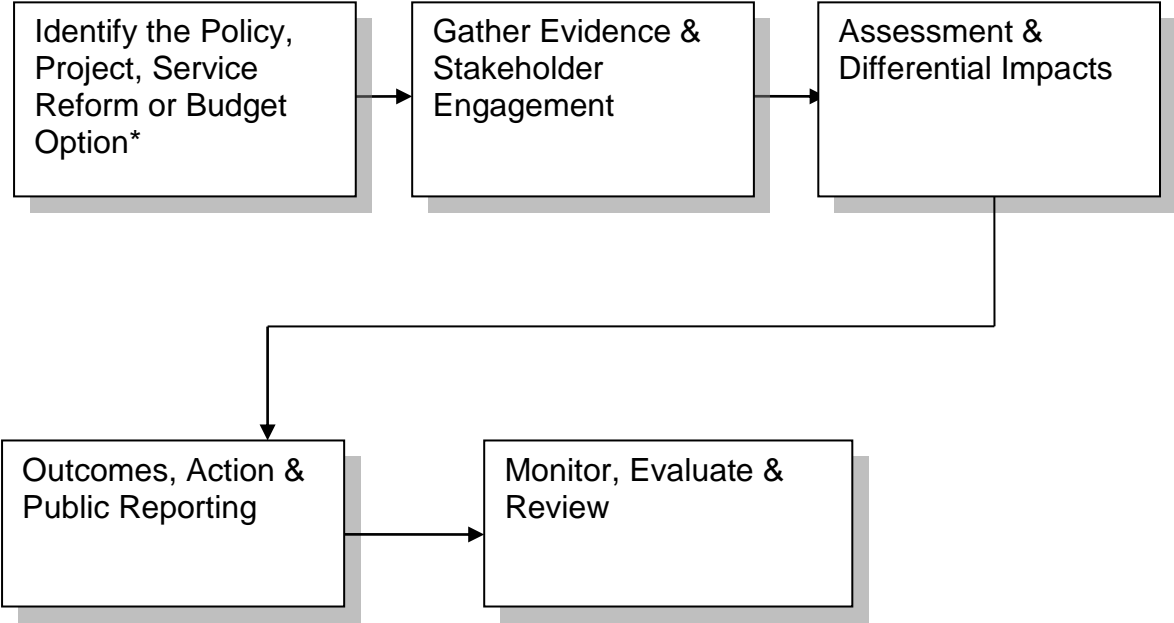 Identify the Policy,
Project, Service
Reform or Budget
Option*
Gather Evidence &
Stakeholder
Engagement
Assessment &
Differential Impacts
Outcomes, Action &
Public Reporting
Monitor, Evaluate &
Review